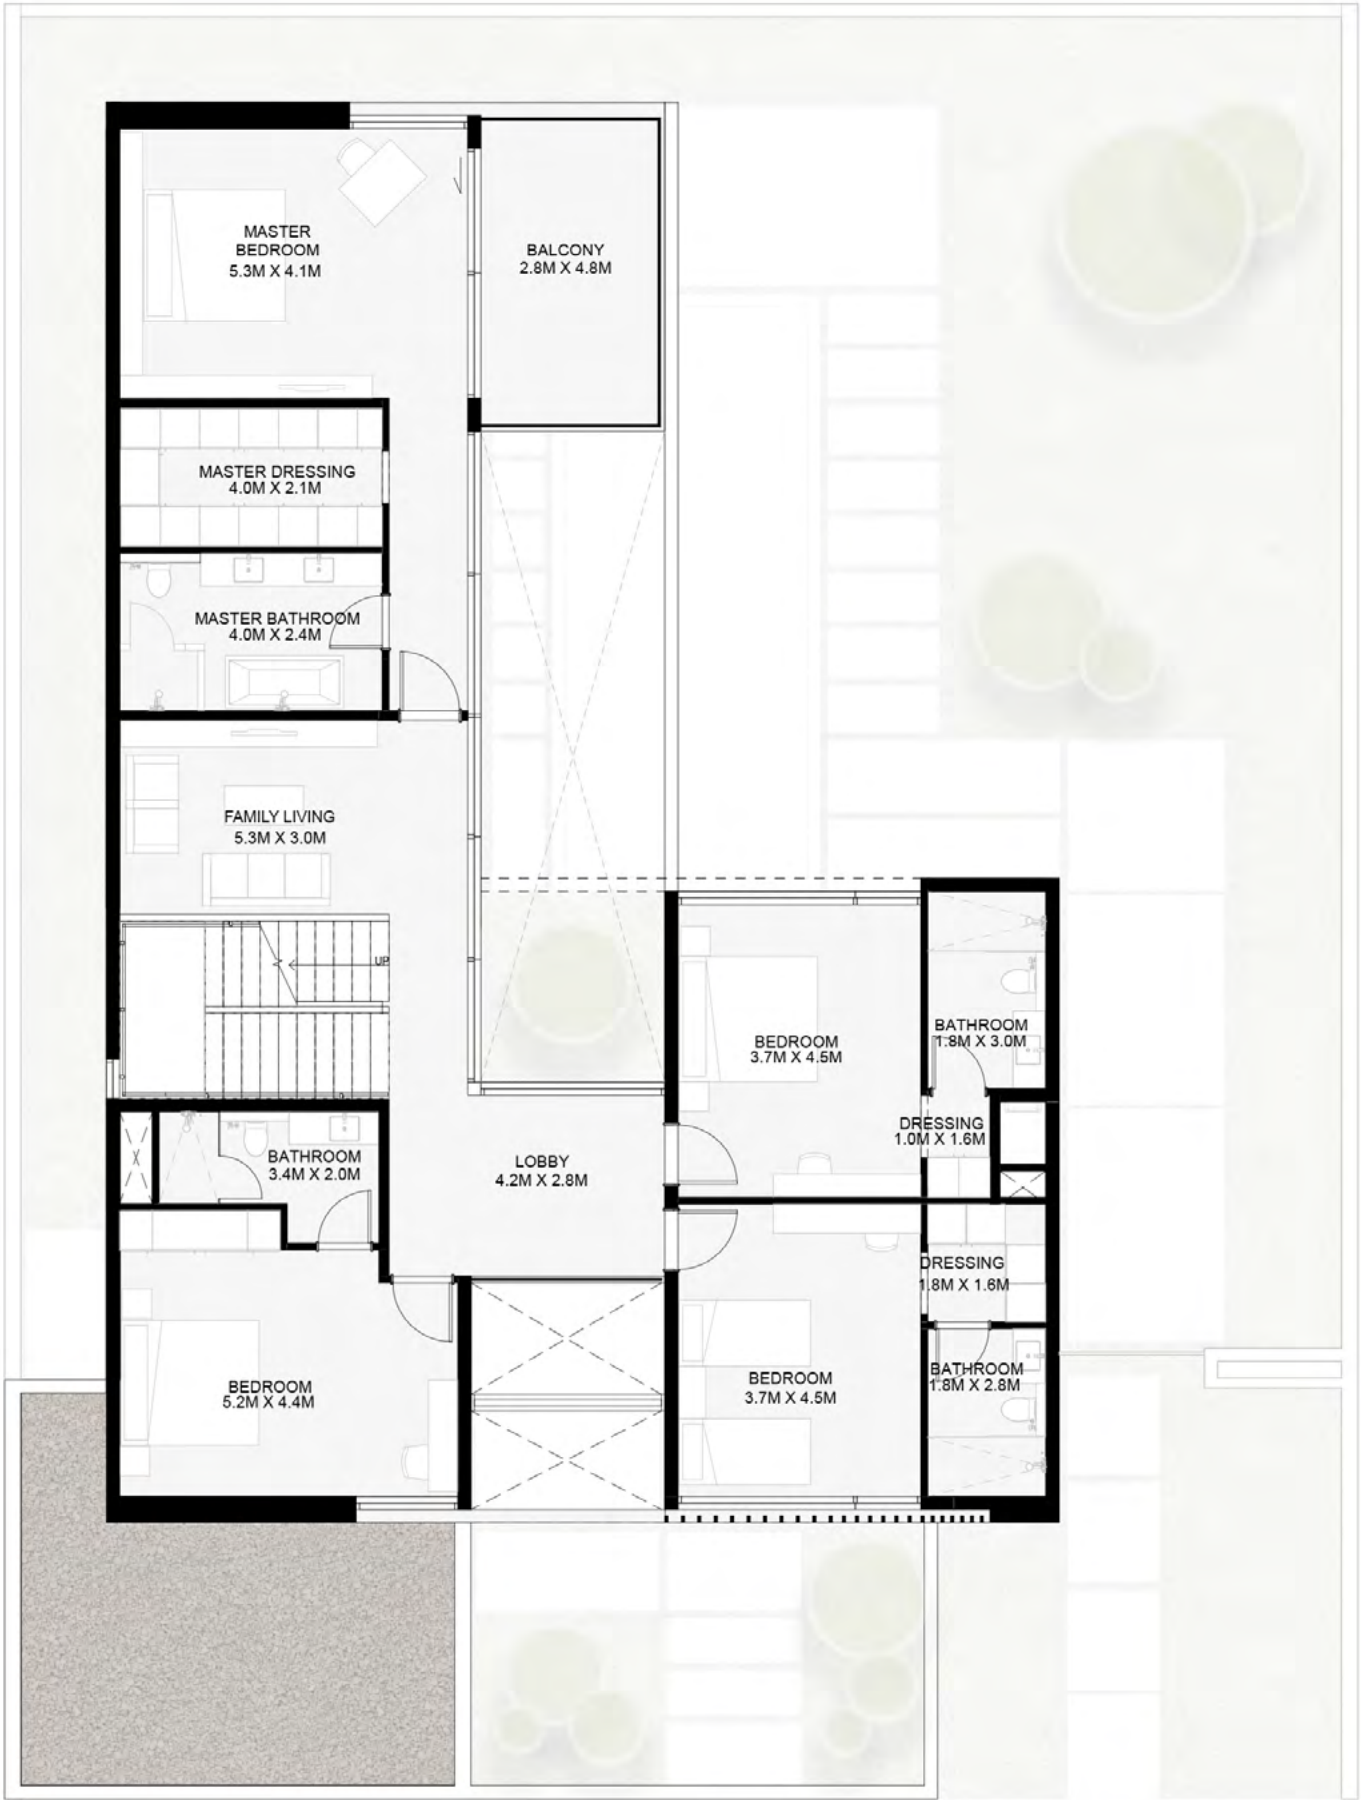 MASTER
BEDROOM
5.3M X 4.1M
BALCONY
2.8M X 4.8M
MASTER DRESSING
4.0M X 2.1M
MASTER BATHROOM
4.0M X 2.4M
FAMILY LIVING
5.3M X 3.0M
UP
BATHROOM
1.8M X 3.0M
BEDROOM
3.7M X 4.5M
DRESSING
1.0M X 1.6M
BATHROOM
3.4M X 2.0M
LOBBY
4.2M X 2.8M
DRESSING
1.8M X 1.6M
BATHROOM
1.8M X 2.8M
BEDROOM
3.7M X 4.5M
BEDROOM
5.2M X 4.4M